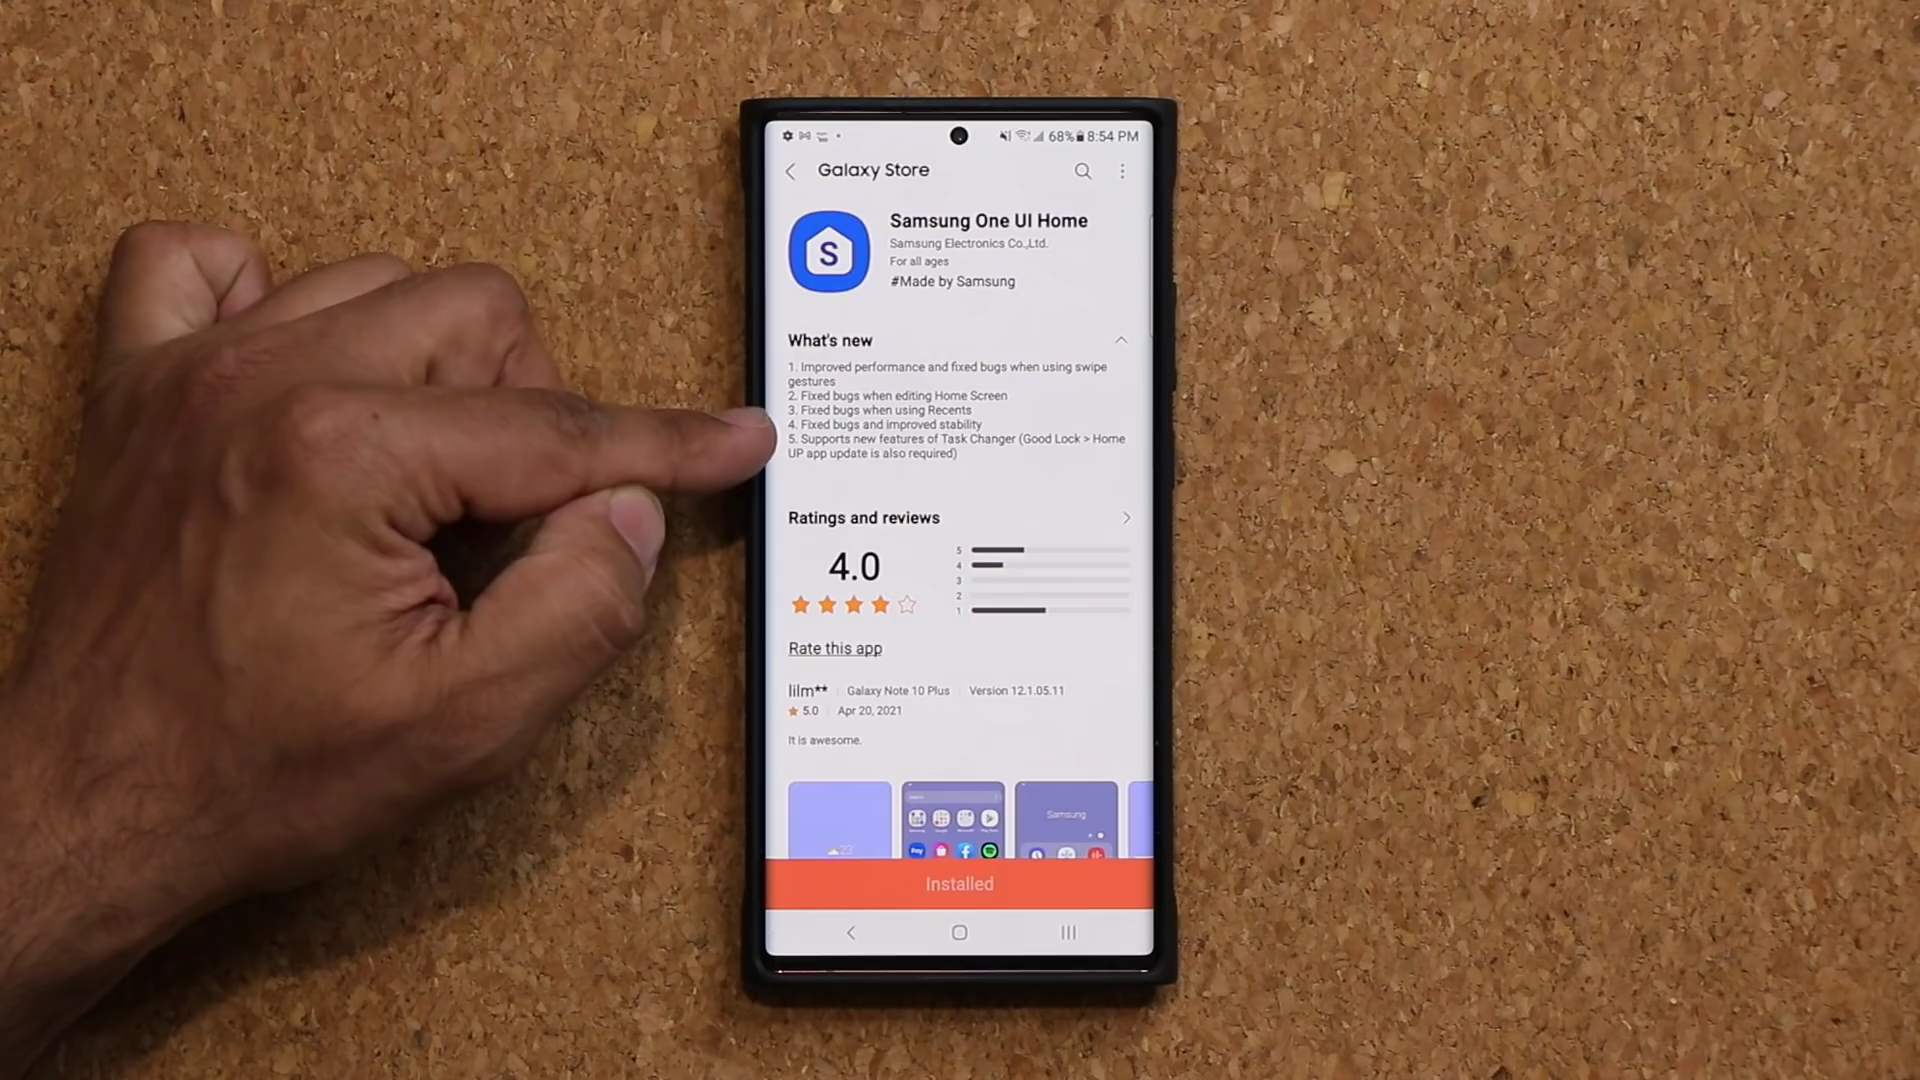 68% 8:54 PM
Galaxy Store
Samsung One UI Home
Samsung Electronics Co.,Ltd.
For all ages
#Made by Samsung
S
What's new
1. Improved performance and fixed bugs when using swipe
gestures
2. Fixed bugs when editing Home Screen
3. Fixed bugs when using Recents
4. Fixed bugs and improved stability
5. Supports new features of Task Changer (Good Lock > Home
UP app update is also required)
Ratings and reviews
4.0
5
4
3
2
1
Rate this app
lilm** Galaxy Note 10 Plus Version 12.1.05.11
5.0 Apr 20, 2021
It is awesome.
Samsung
23°
Pay
Installed